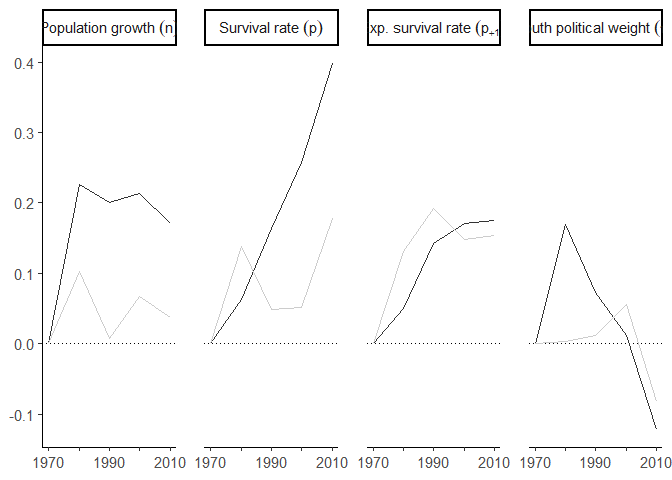 Population growth (n)
Survival rate (p)
xp. survival rate (p+1
uth political weight (
0.4
0.3
0.2
0.1
0.0
-0.1
1970 1990 2010
1970 1990 2010
1970 1990 2010
1970 1990 2010